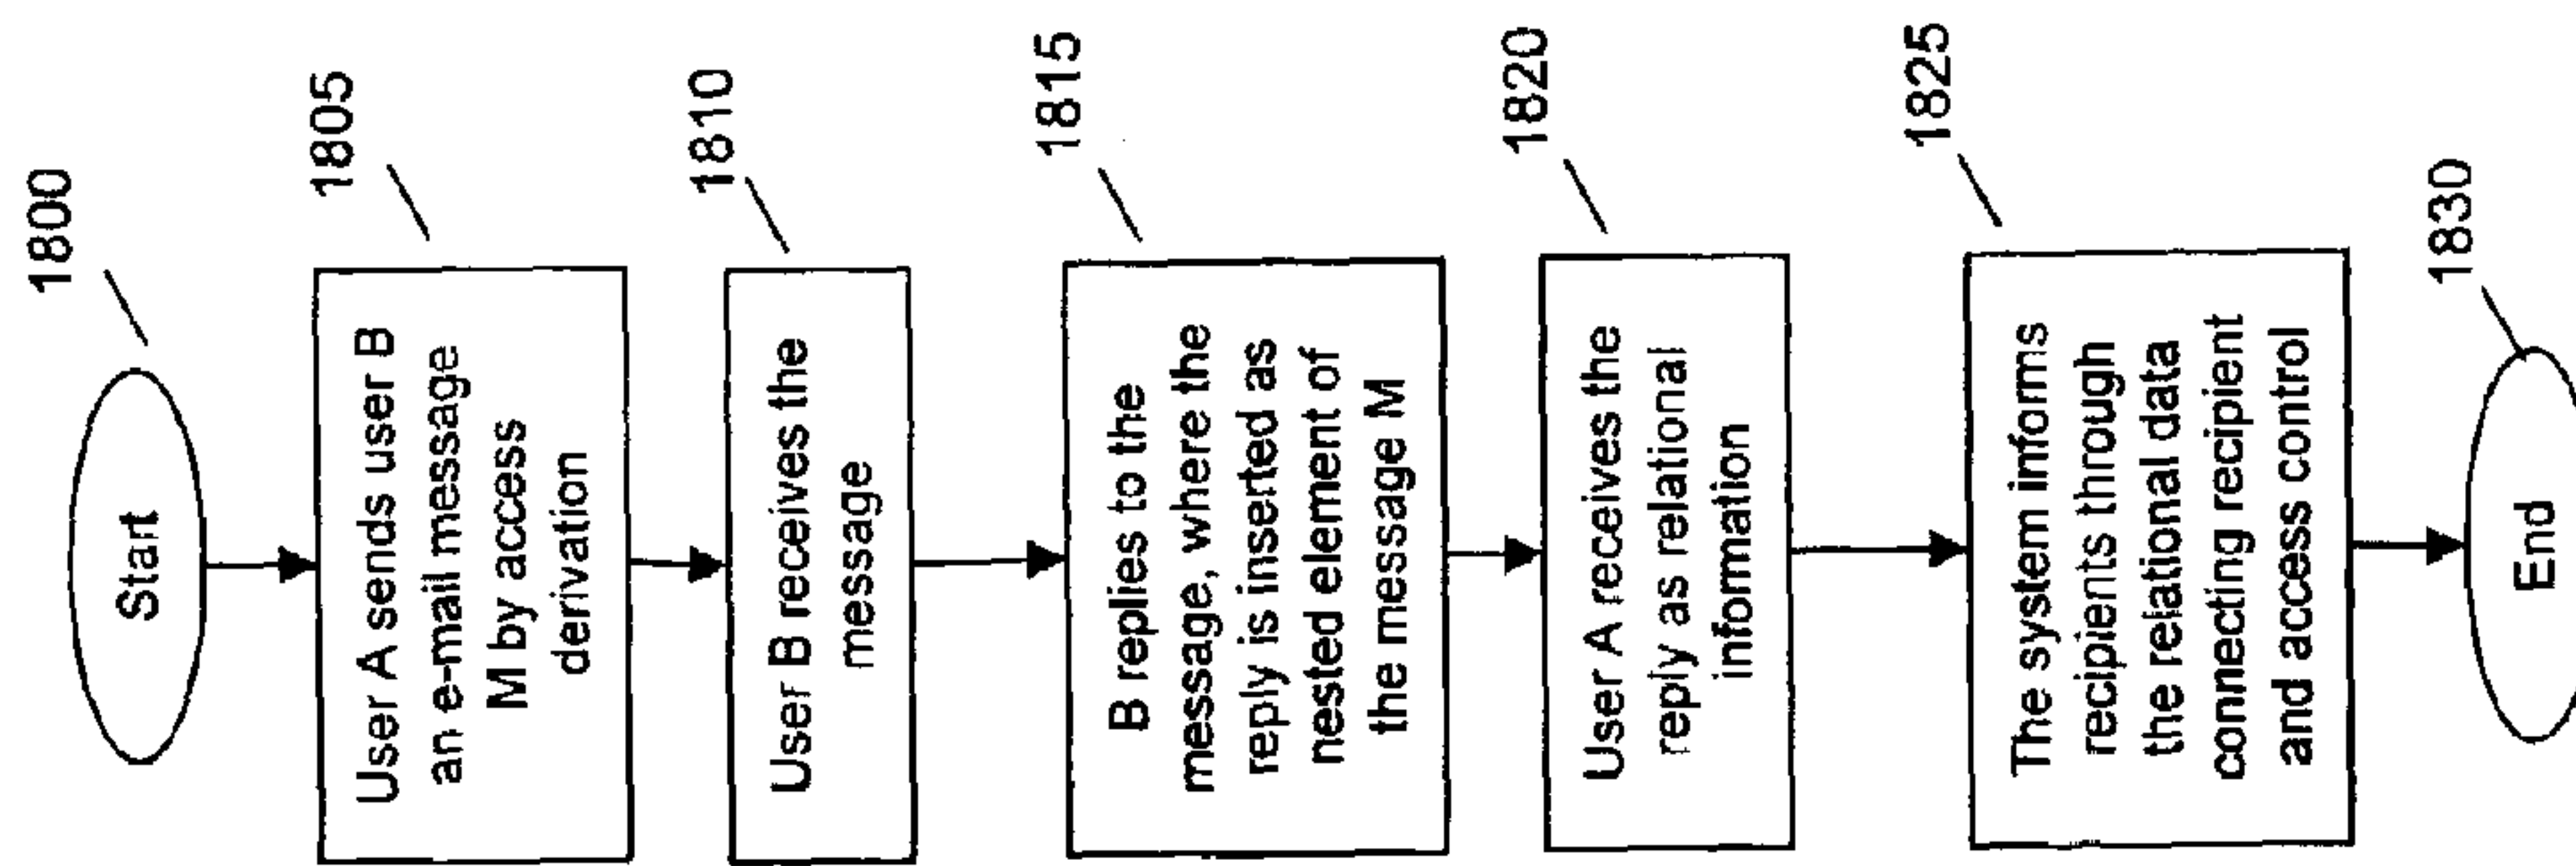 1800
Start
1805
User A sends user B
an e-mail message
M by access
derivation
1810
User B receives the
message
1815
B replies to the
message, where the
reply is inserted as
nested element of
the message M
1820
User A receives the
reply as relational
information
1825
The system informs
recipients through
the relational data
connecting recipient
and access control
1830
End